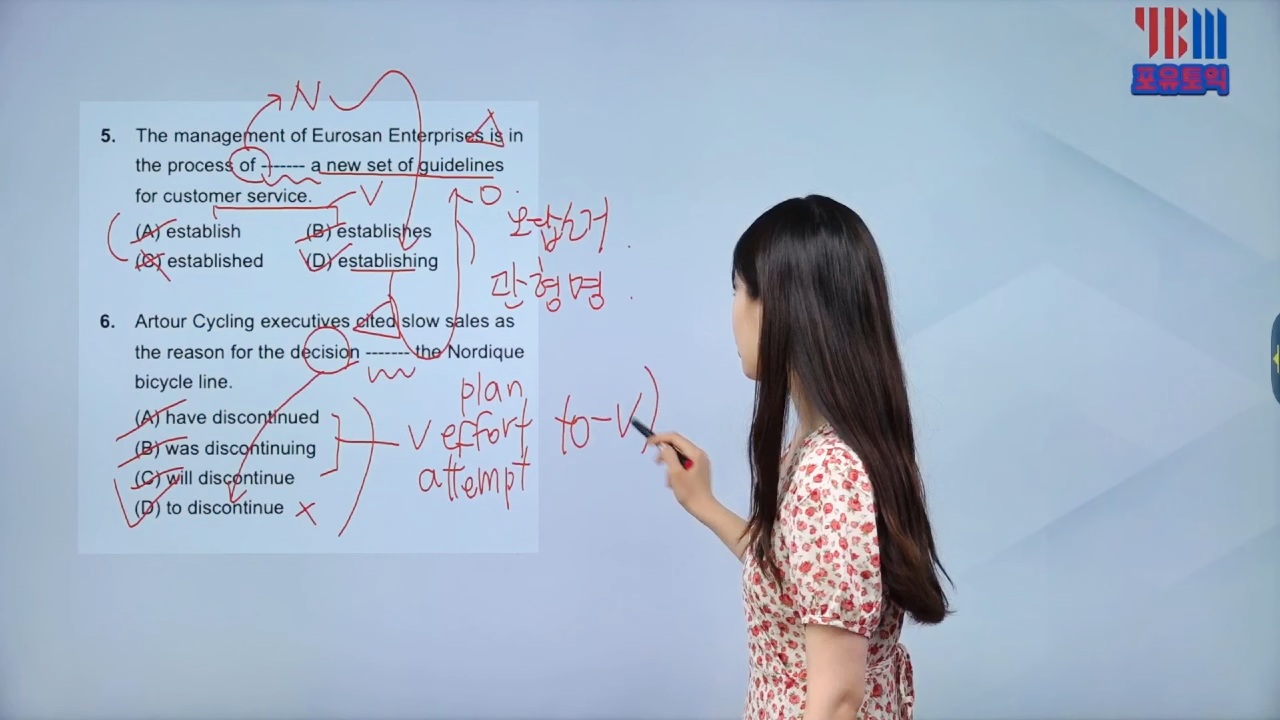 YBM
포유토익
N
5. The management of Eurosan Enterprises is in
the process of ------- a new set of guidelines
for customer service.
V
O
(A) establish (B) establishes
(C) established (D) establishing
오답소거
관형명
6. Artour Cycling executives cited slow sales as
the reason for the decision ------- the Nordique
bicycle line.
(A) have discontinued
(B) was discontinuing
(C) will discontinue
(D) to discontinue X
V
plan
effort to-V)
attempt